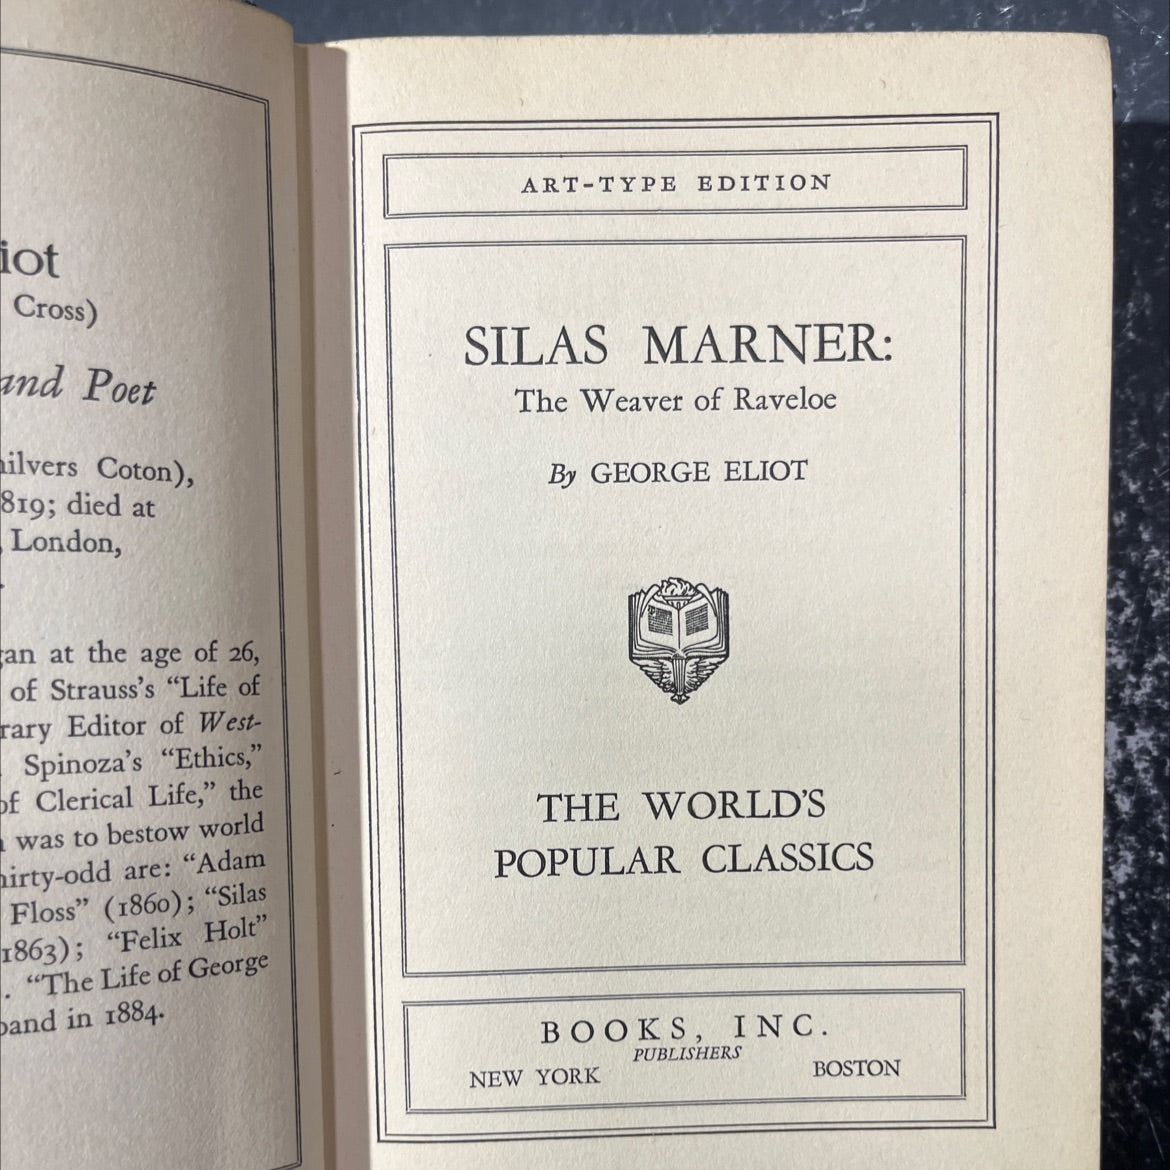 iot
Cross)
and Poet
hilvers Coton),
819; died at
, London,
.
gan at the age of 26,
of Strauss's "Life of
rary Editor of West-
. Spinoza's "Ethics,"
of Clerical Life," the
was to bestow world
hirty-odd are: "Adam
Floss" (1860); "Silas
1863); "Felix Holt"
. "The Life of George
band in 1884.
ART-TYPE EDITION
SILAS MARNER:
The Weaver of Raveloe
By GEORGE ELIOT
THE WORLD'S
POPULAR CLASSICS
BOOKS, INC.
PUBLISHERS
NEW YORK BOSTON